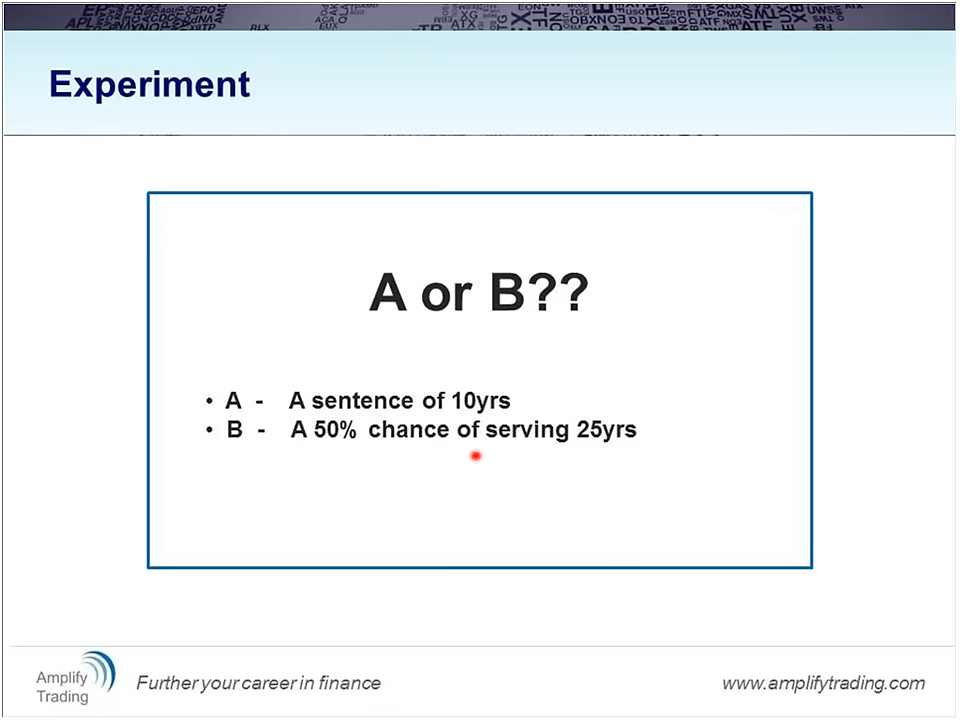 Experiment
A or B??
• A - A sentence of 10yrs
• B - A 50% chance of serving 25yrs
Amplify
Trading
Further your career in finance
www.amplifytrading.com